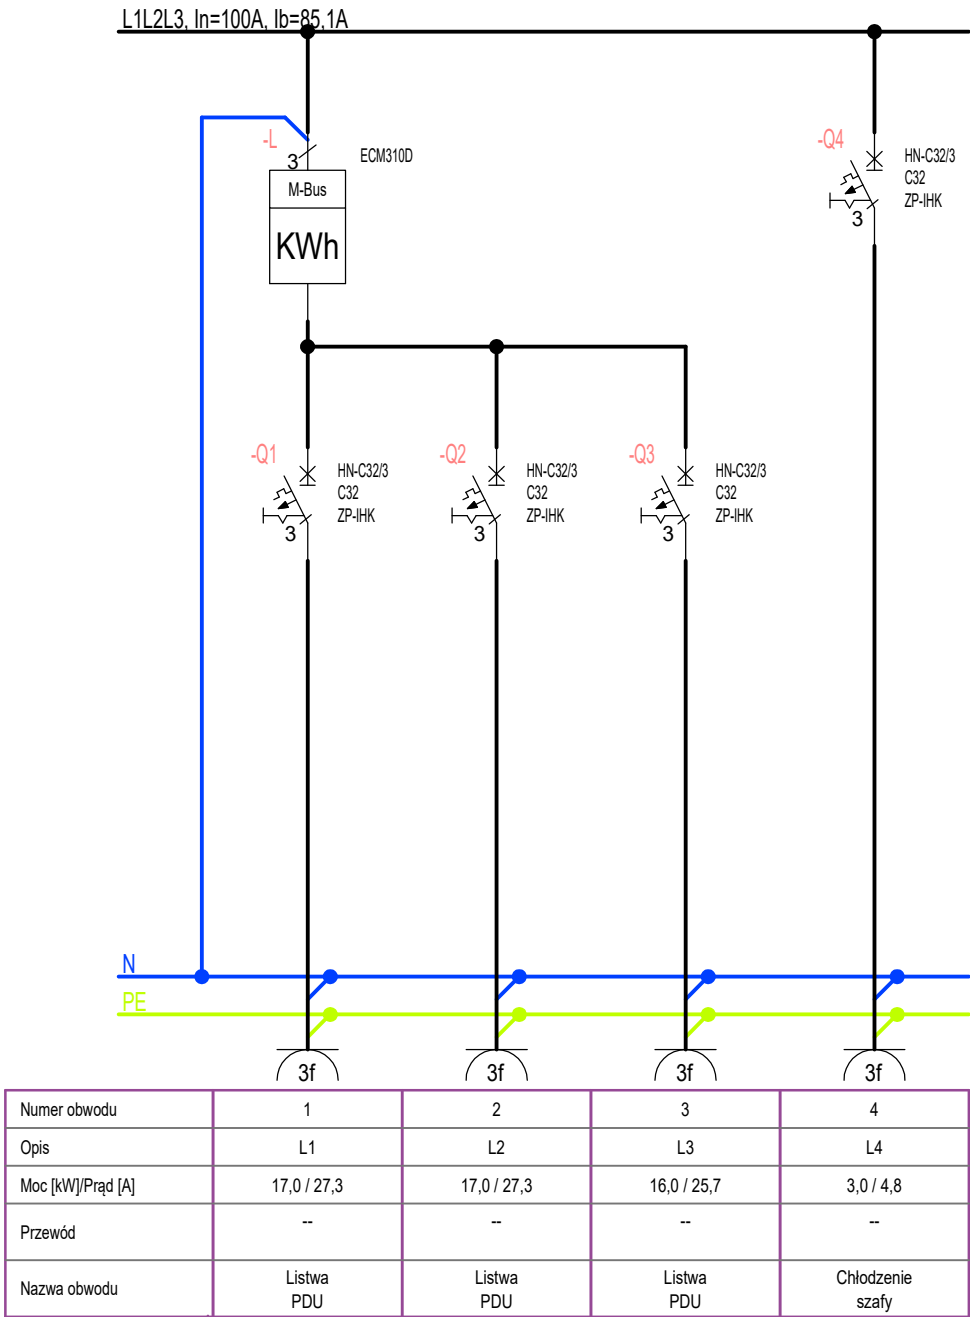 L1L2L3, In=100A, Ib=85,1A
-L
3
ECM310D
M-Bus
KWh
-Q4
HN-C32/3
C32
ZP-IHK
3
-Q1
HN-C32/3
C32
ZP-IHK
3
-Q2
HN-C32/3
C32
ZP-IHK
3
-Q3
HN-C32/3
C32
ZP-IHK
3
N
PE
3f 3f 3f 3f
Numer obwodu 1 2 3 4
Opis L1 L2 L3 L4
Moc [kW]/Prąd [A] 17,0 / 27,3 17,0 / 27,3 16,0 / 25,7 3,0 / 4,8
Przewód -- -- -- --
Nazwa obwodu
Listwa
PDU
Listwa
PDU
Listwa
PDU
Chłodzenie
szafy